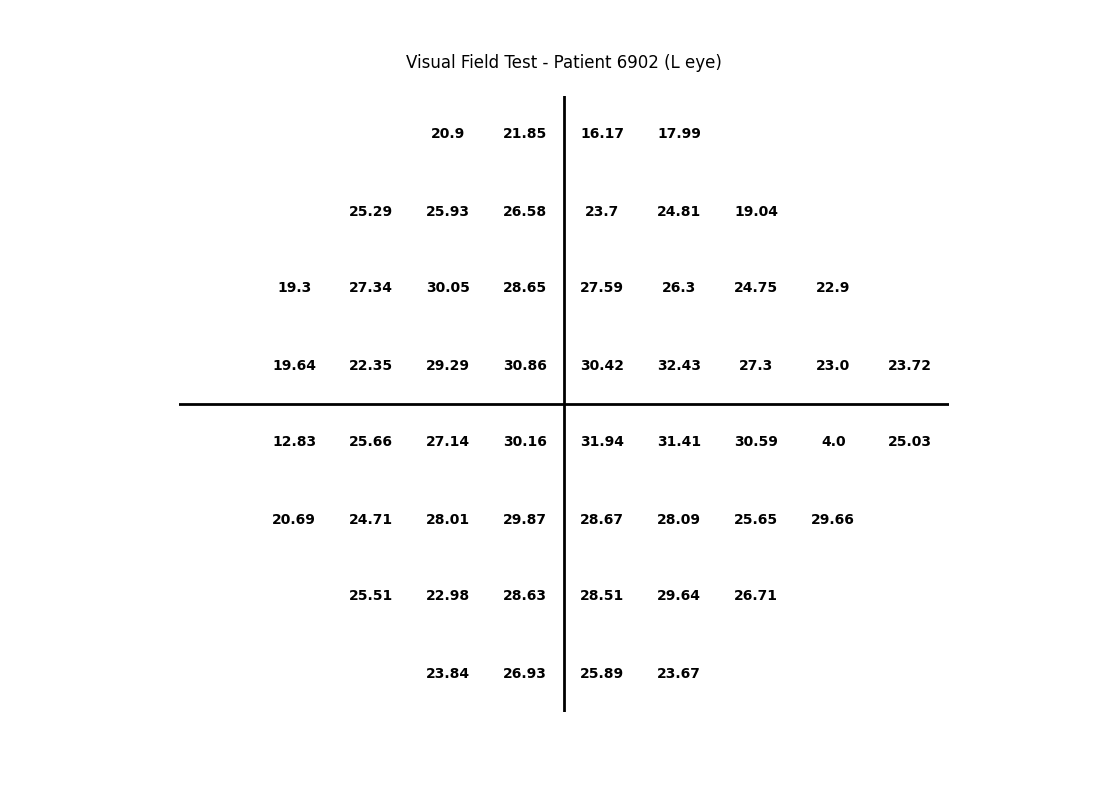 Visual Field Test - Patient 6902 (L eye)
20.9 21.85 16.17 17.99
25.29 25.93 26.58 23.7 24.81 19.04
19.3 27.34 30.05 28.65 27.59 26.3 24.75 22.9
19.64 22.35 29.29 30.86 30.42 32.43 27.3 23.0 23.72
12.83 25.66 27.14 30.16 31.94 31.41 30.59 4.0 25.03
20.69 24.71 28.01 29.87 28.67 28.09 25.65 29.66
25.51 22.98 28.63 28.51 29.64 26.71
23.84 26.93 25.89 23.67